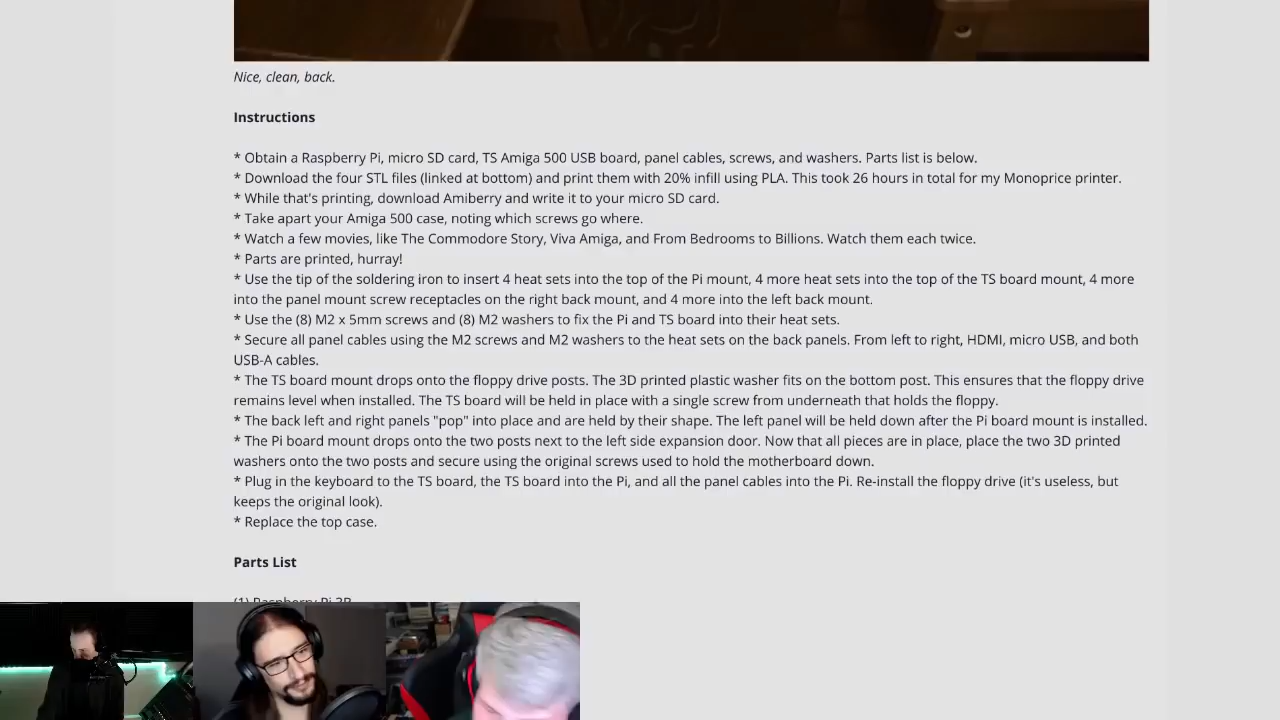 Nice, clean, back.
Instructions
* Obtain a Raspberry Pi, micro SD card, TS Amiga 500 USB board, panel cables, screws, and washers. Parts list is below.
* Download the four STL files (linked at bottom) and print them with 20% infill using PLA. This took 26 hours in total for my Monoprice printer.
* While that's printing, download Amiberry and write it to your micro SD card.
* Take apart your Amiga 500 case, noting which screws go where.
* Watch a few movies, like The Commodore Story, Viva Amiga, and From Bedrooms to Billions. Watch them each twice.
* Parts are printed, hurray!
* Use the tip of the soldering iron to insert 4 heat sets into the top of the Pi mount, 4 more heat sets into the top of the TS board mount, 4 more
into the panel mount screw receptacles on the right back mount, and 4 more into the left back mount.
* Use the (8) M2 x 5mm screws and (8) M2 washers to fix the Pi and TS board into their heat sets.
* Secure all panel cables using the M2 screws and M2 washers to the heat sets on the back panels. From left to right, HDMI, micro USB, and both
USB-A cables.
* The TS board mount drops onto the floppy drive posts. The 3D printed plastic washer fits on the bottom post. This ensures that the floppy drive
remains level when installed. The TS board will be held in place with a single screw from underneath that holds the floppy.
* The back left and right panels "pop" into place and are held by their shape. The left panel will be held down after the Pi board mount is installed.
* The Pi board mount drops onto the two posts next to the left side expansion door. Now that all pieces are in place, place the two 3D printed
washers onto the two posts and secure using the original screws used to hold the motherboard down.
* Plug in the keyboard to the TS board, the TS board into the Pi, and all the panel cables into the Pi. Re-install the floppy drive (it's useless, but
keeps the original look).
* Replace the top case.
Parts List
(1) Raspberry Pi 3B